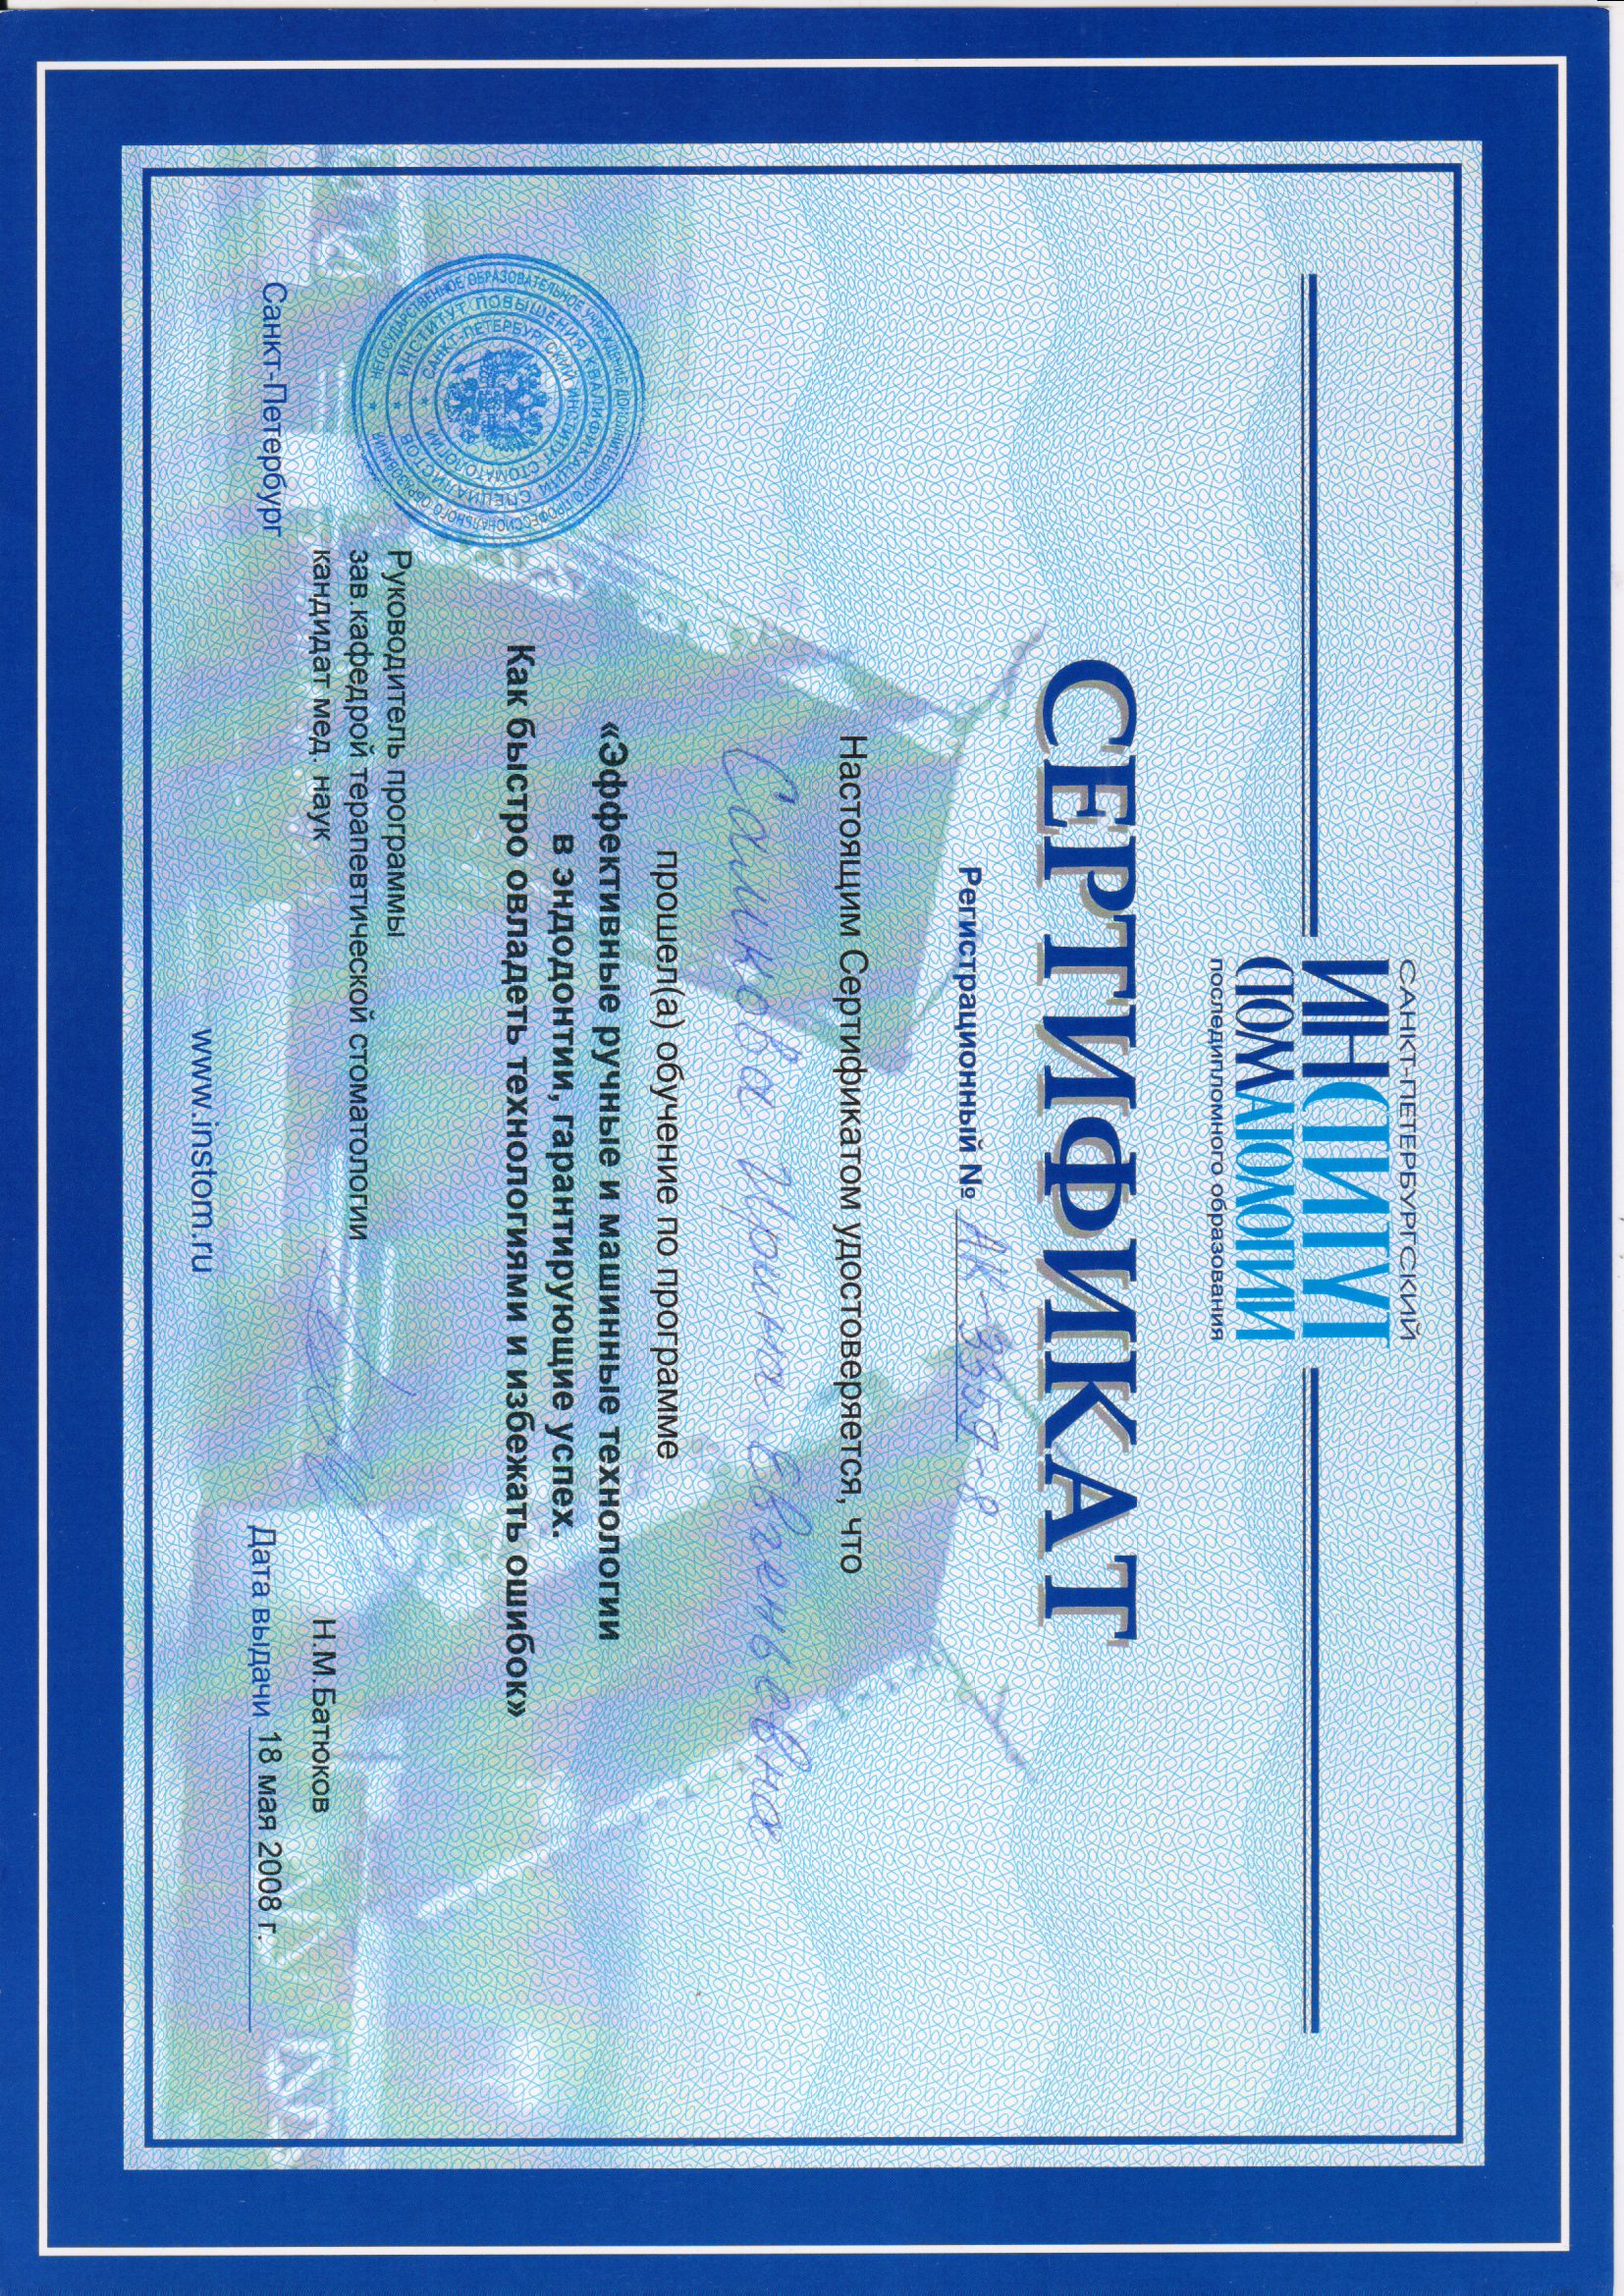 САНКТ-ПЕТЕРБУРГСКИЙ
ИНСТИТУТ
СТОМАТОЛОГИИ
последипломного образования
СЕРТИФИКАТ
Регистрационный № АК-3359-8
Настоящим Сертификатом удостоверяется, что
Сошкова Ирина Евгеньевна
прошел(а) обучение по программе
«Эффективные ручные и машинные технологии
в эндодонтии, гарантирующие успех.
Как быстро овладеть технологиями и избежать ошибок»
НЕГОСУДАРСТВЕННОЕ ОБРАЗОВАТЕЛЬНОЕ УЧРЕЖДЕНИЕ ДОПОЛНИТЕЛЬНОГО ПРОФЕССИОНАЛЬНОГО ОБРАЗОВАНИЯ
ИНСТИТУТ ПОВЫШЕНИЯ КВАЛИФИКАЦИИ СПЕЦИАЛИСТОВ
САНКТ-ПЕТЕРБУРГСКИЙ ИНСТИТУТ СТОМАТОЛОГИИ
Руководитель программы
зав.кафедрой терапевтической стоматологии
кандидат мед. наук Н.М.Батюков
Санкт-Петербург Дата выдачи 18 мая 2008 г.
www.instom.ru